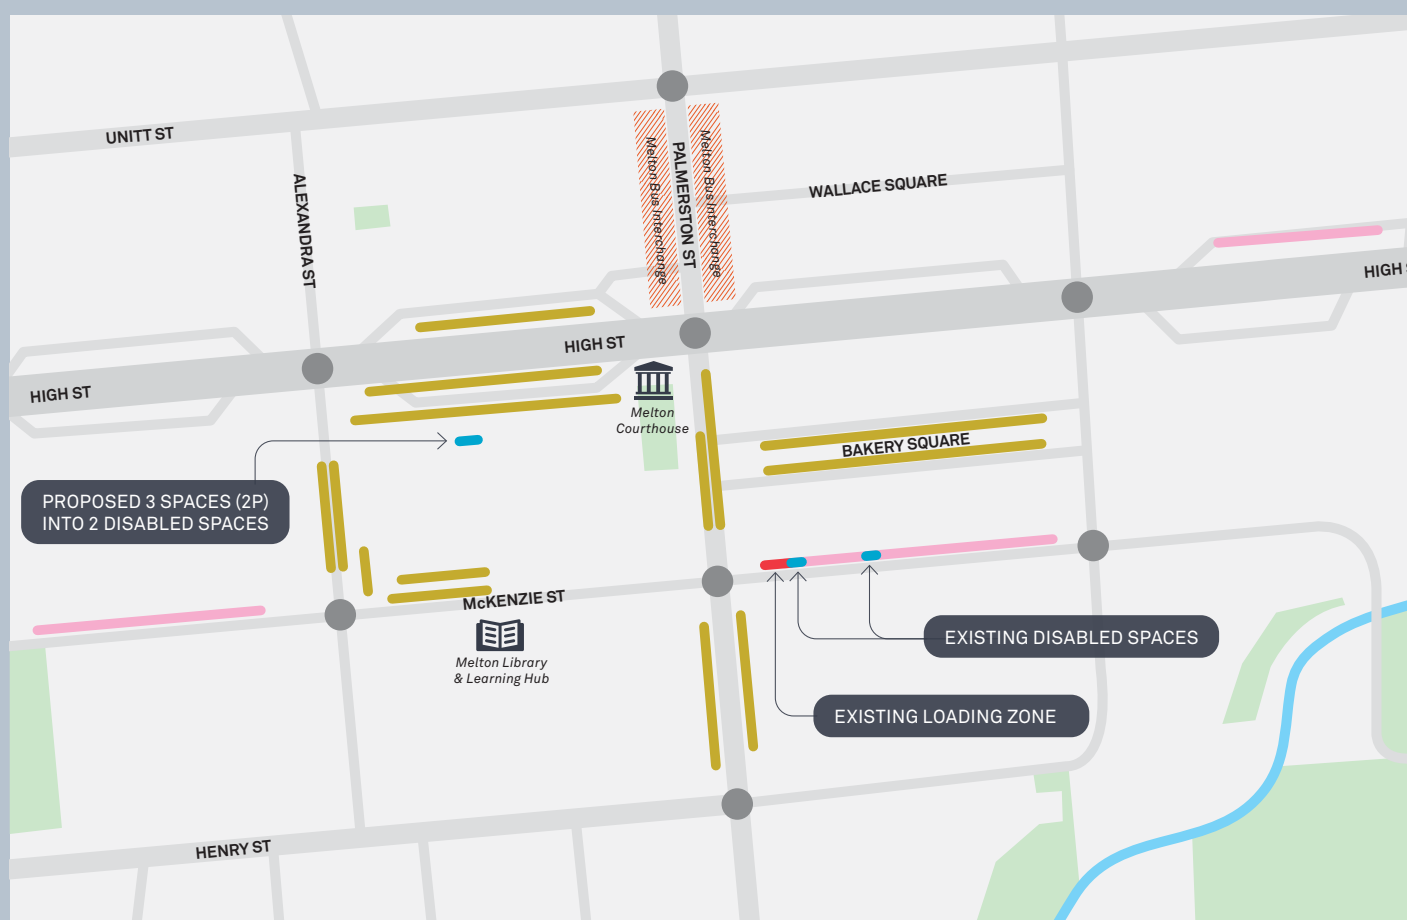 UNITT ST
ALEXANDRA ST
Melton Bus Interchange
PALMERSTON ST
Melton Bus Interchange
WALLACE SQUARE
HIGH
HIGH ST
HIGH ST
Melton
Courthouse
BAKERY SQUARE
PROPOSED 3 SPACES (2P)
INTO 2 DISABLED SPACES
McKENZIE ST
Melton Library
& Learning Hub
EXISTING DISABLED SPACES
EXISTING LOADING ZONE
HENRY ST